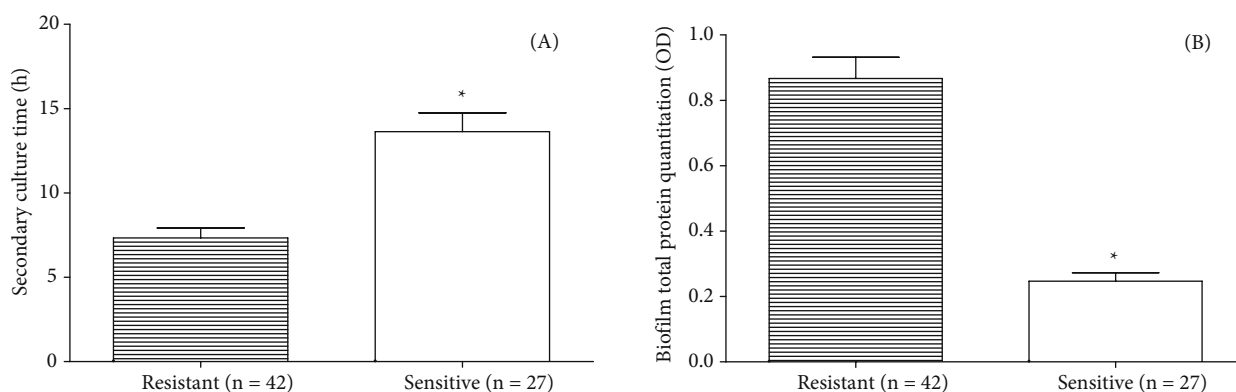 (A)
Secondary culture time (h)
20
15
10
5
0
*
Resistant (n = 42)
Sensitive (n = 27)
(B)
Biofilm total protein quantitation (OD)
1.0
0.8
0.6
0.4
0.2
0.0
*
Resistant (n = 42)
Sensitive (n = 27)